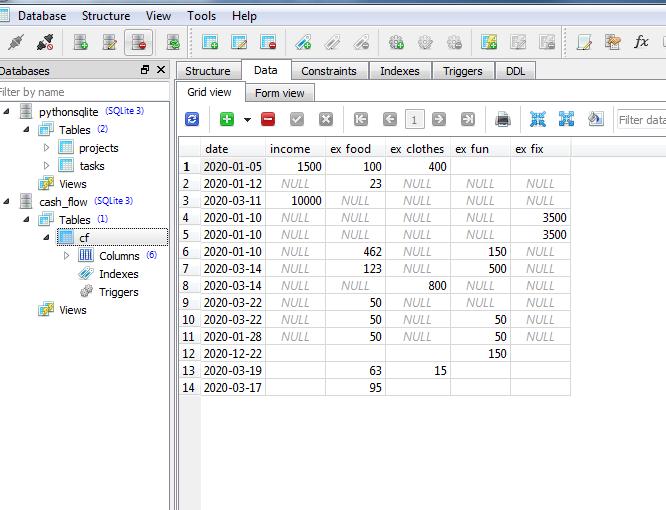 Database Structure View Tools Help
Databases
Filter by name
pythonsqlite (SQLite 3)
Tables (2)
projects
tasks
Views
cash_flow (SQLite 3)
Tables (1)
cf
Columns (6)
Indexes
Triggers
Views
Structure Data Constraints Indexes Triggers DDL
Grid view Form view
1 Filter data
date income ex food ex clothes ex fun ex fix
1 2020-01-05 1500 100 400
2 2020-01-12 NULL 23 NULL NULL NULL
3 2020-03-11 10000 NULL NULL NULL NULL
4 2020-01-10 NULL NULL NULL NULL 3500
5 2020-01-10 NULL NULL NULL NULL 3500
6 2020-01-10 NULL 462 NULL 150 NULL
7 2020-03-14 NULL 123 NULL 500 NULL
8 2020-03-14 NULL NULL 800 NULL NULL
9 2020-03-22 NULL 50 NULL NULL NULL
10 2020-03-22 NULL 50 NULL 50 NULL
11 2020-01-28 NULL 50 NULL 50 NULL
12 2020-12-22 150
13 2020-03-19 63 15
14 2020-03-17 95